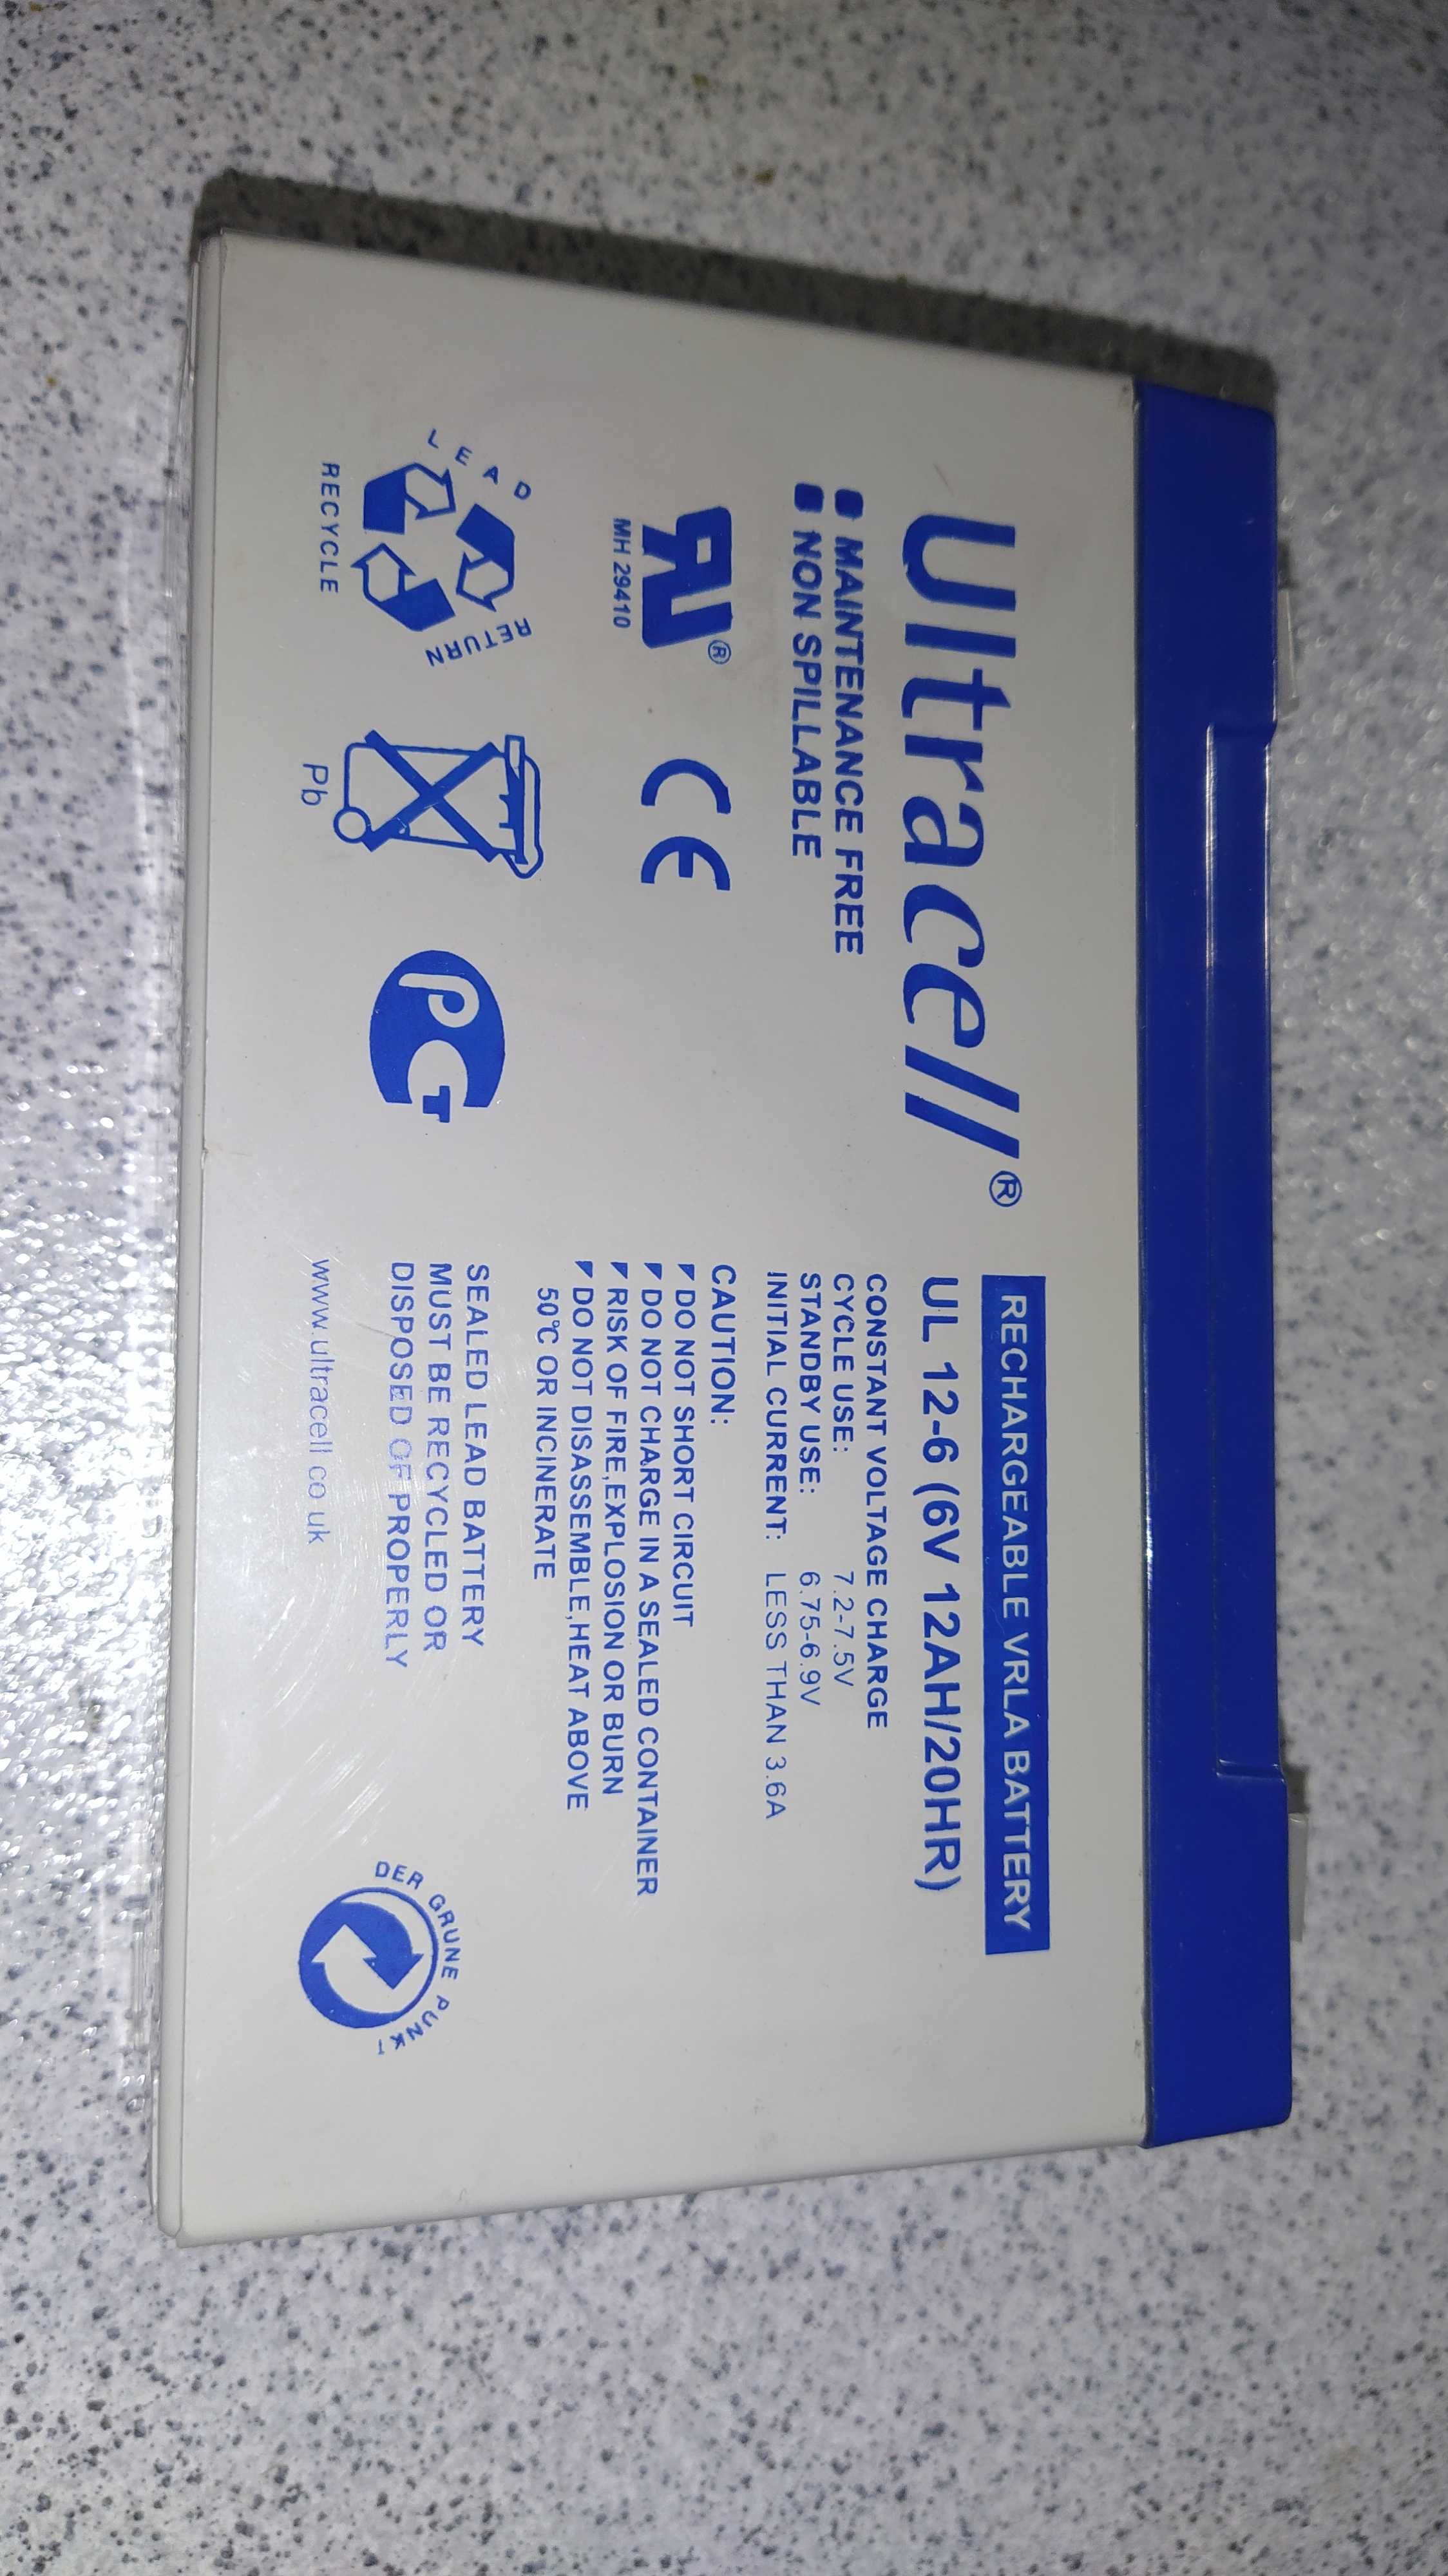 Ultracell®
MAINTENANCE FREE
NON SPILLABLE
®
MH 29410
CE
LEAD
RETURN
RECYCLE
Pb
PCT
RECHARGEABLE VRLA BATTERY
UL 12-6 (6V 12AH/20HR)
CONSTANT VOLTAGE CHARGE
CYCLE USE: 7.2-7.5V
STANDBY USE: 6.75-6.9V
INITIAL CURRENT: LESS THAN 3.6A
CAUTION:
DO NOT SHORT CIRCUIT
DO NOT CHARGE IN A SEALED CONTAINER
RISK OF FIRE,EXPLOSION OR BURN
DO NOT DISASSEMBLE,HEAT ABOVE
50℃ OR INCINERATE
SEALED LEAD BATTERY
MUST BE RECYCLED OR
DISPOSED OF PROPERLY
www.ultracell.co.uk
DER GRUNE PUNKT